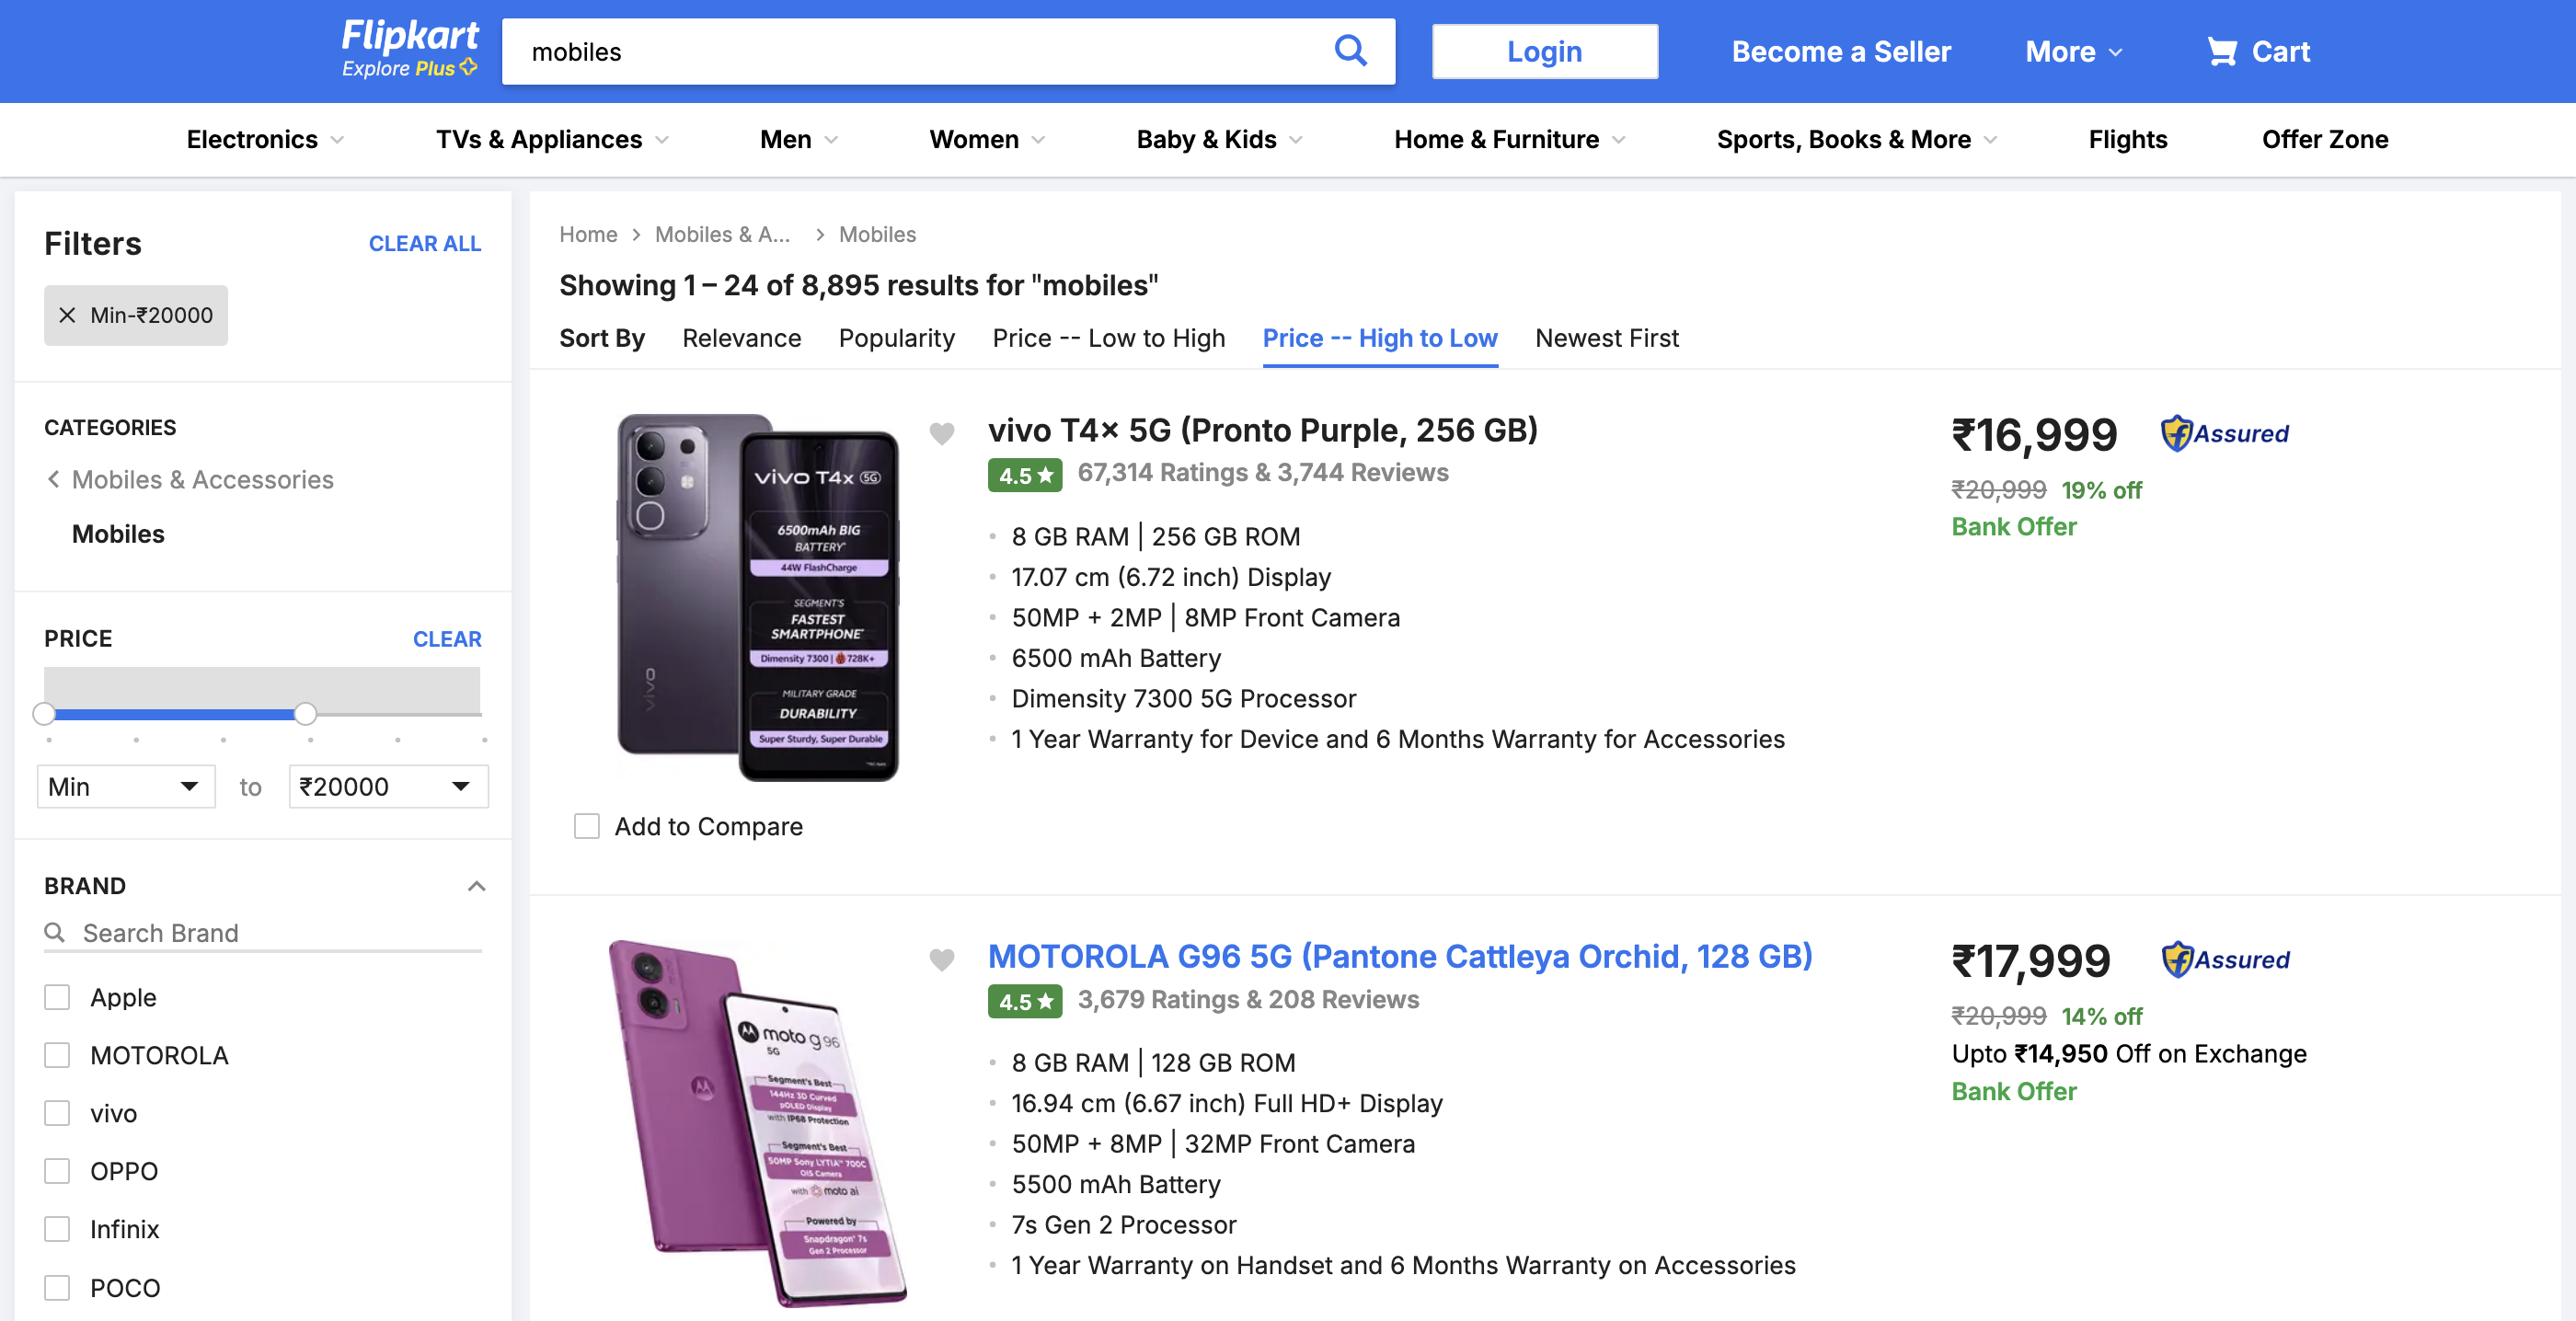 Flipkart
Explore Plus
mobiles
Login
Become a Seller
More
Cart
Electronics
TVs & Appliances
Men
Women
Baby & Kids
Home & Furniture
Sports, Books & More
Flights
Offer Zone
Filters
CLEAR ALL
Min-₹20000
CATEGORIES
Mobiles & Accessories
Mobiles
PRICE
CLEAR
Min
to
₹20000
BRAND
Search Brand
Apple
MOTOROLA
vivo
OPPO
Infinix
POCO
Home
Mobiles & A...
Mobiles
Showing 1 – 24 of 8,895 results for "mobiles"
Sort By
Relevance
Popularity
Price -- Low to High
Price -- High to Low
Newest First
vivo
vivo T4x 5G
6500mAh BIG
BATTERY
44W FlashCharge
SEGMENT'S
FASTEST
SMARTPHONE
Dimensity 7300 | 728K+
MILITARY GRADE
DURABILITY
Super Sturdy, Super Durable
Add to Compare
vivo T4x 5G (Pronto Purple, 256 GB)
4.5★ 67,314 Ratings & 3,744 Reviews
8 GB RAM | 256 GB ROM
17.07 cm (6.72 inch) Display
50MP + 2MP | 8MP Front Camera
6500 mAh Battery
Dimensity 7300 5G Processor
1 Year Warranty for Device and 6 Months Warranty for Accessories
₹16,999
Assured
₹20,999 19% off
Bank Offer
moto g96
5G
Segment's Best
144Hz 3D Curved
pOLED Display
with IP68 Protection
Segment's Best
50MP Sony LYTIA™ 700C
OIS Camera
with moto ai
Powered by
Snapdragon® 7s
Gen 2 Processor
MOTOROLA G96 5G (Pantone Cattleya Orchid, 128 GB)
4.5★ 3,679 Ratings & 208 Reviews
8 GB RAM | 128 GB ROM
16.94 cm (6.67 inch) Full HD+ Display
50MP + 8MP | 32MP Front Camera
5500 mAh Battery
7s Gen 2 Processor
1 Year Warranty on Handset and 6 Months Warranty on Accessories
₹17,999
Assured
₹20,999 14% off
Upto ₹14,950 Off on Exchange
Bank Offer